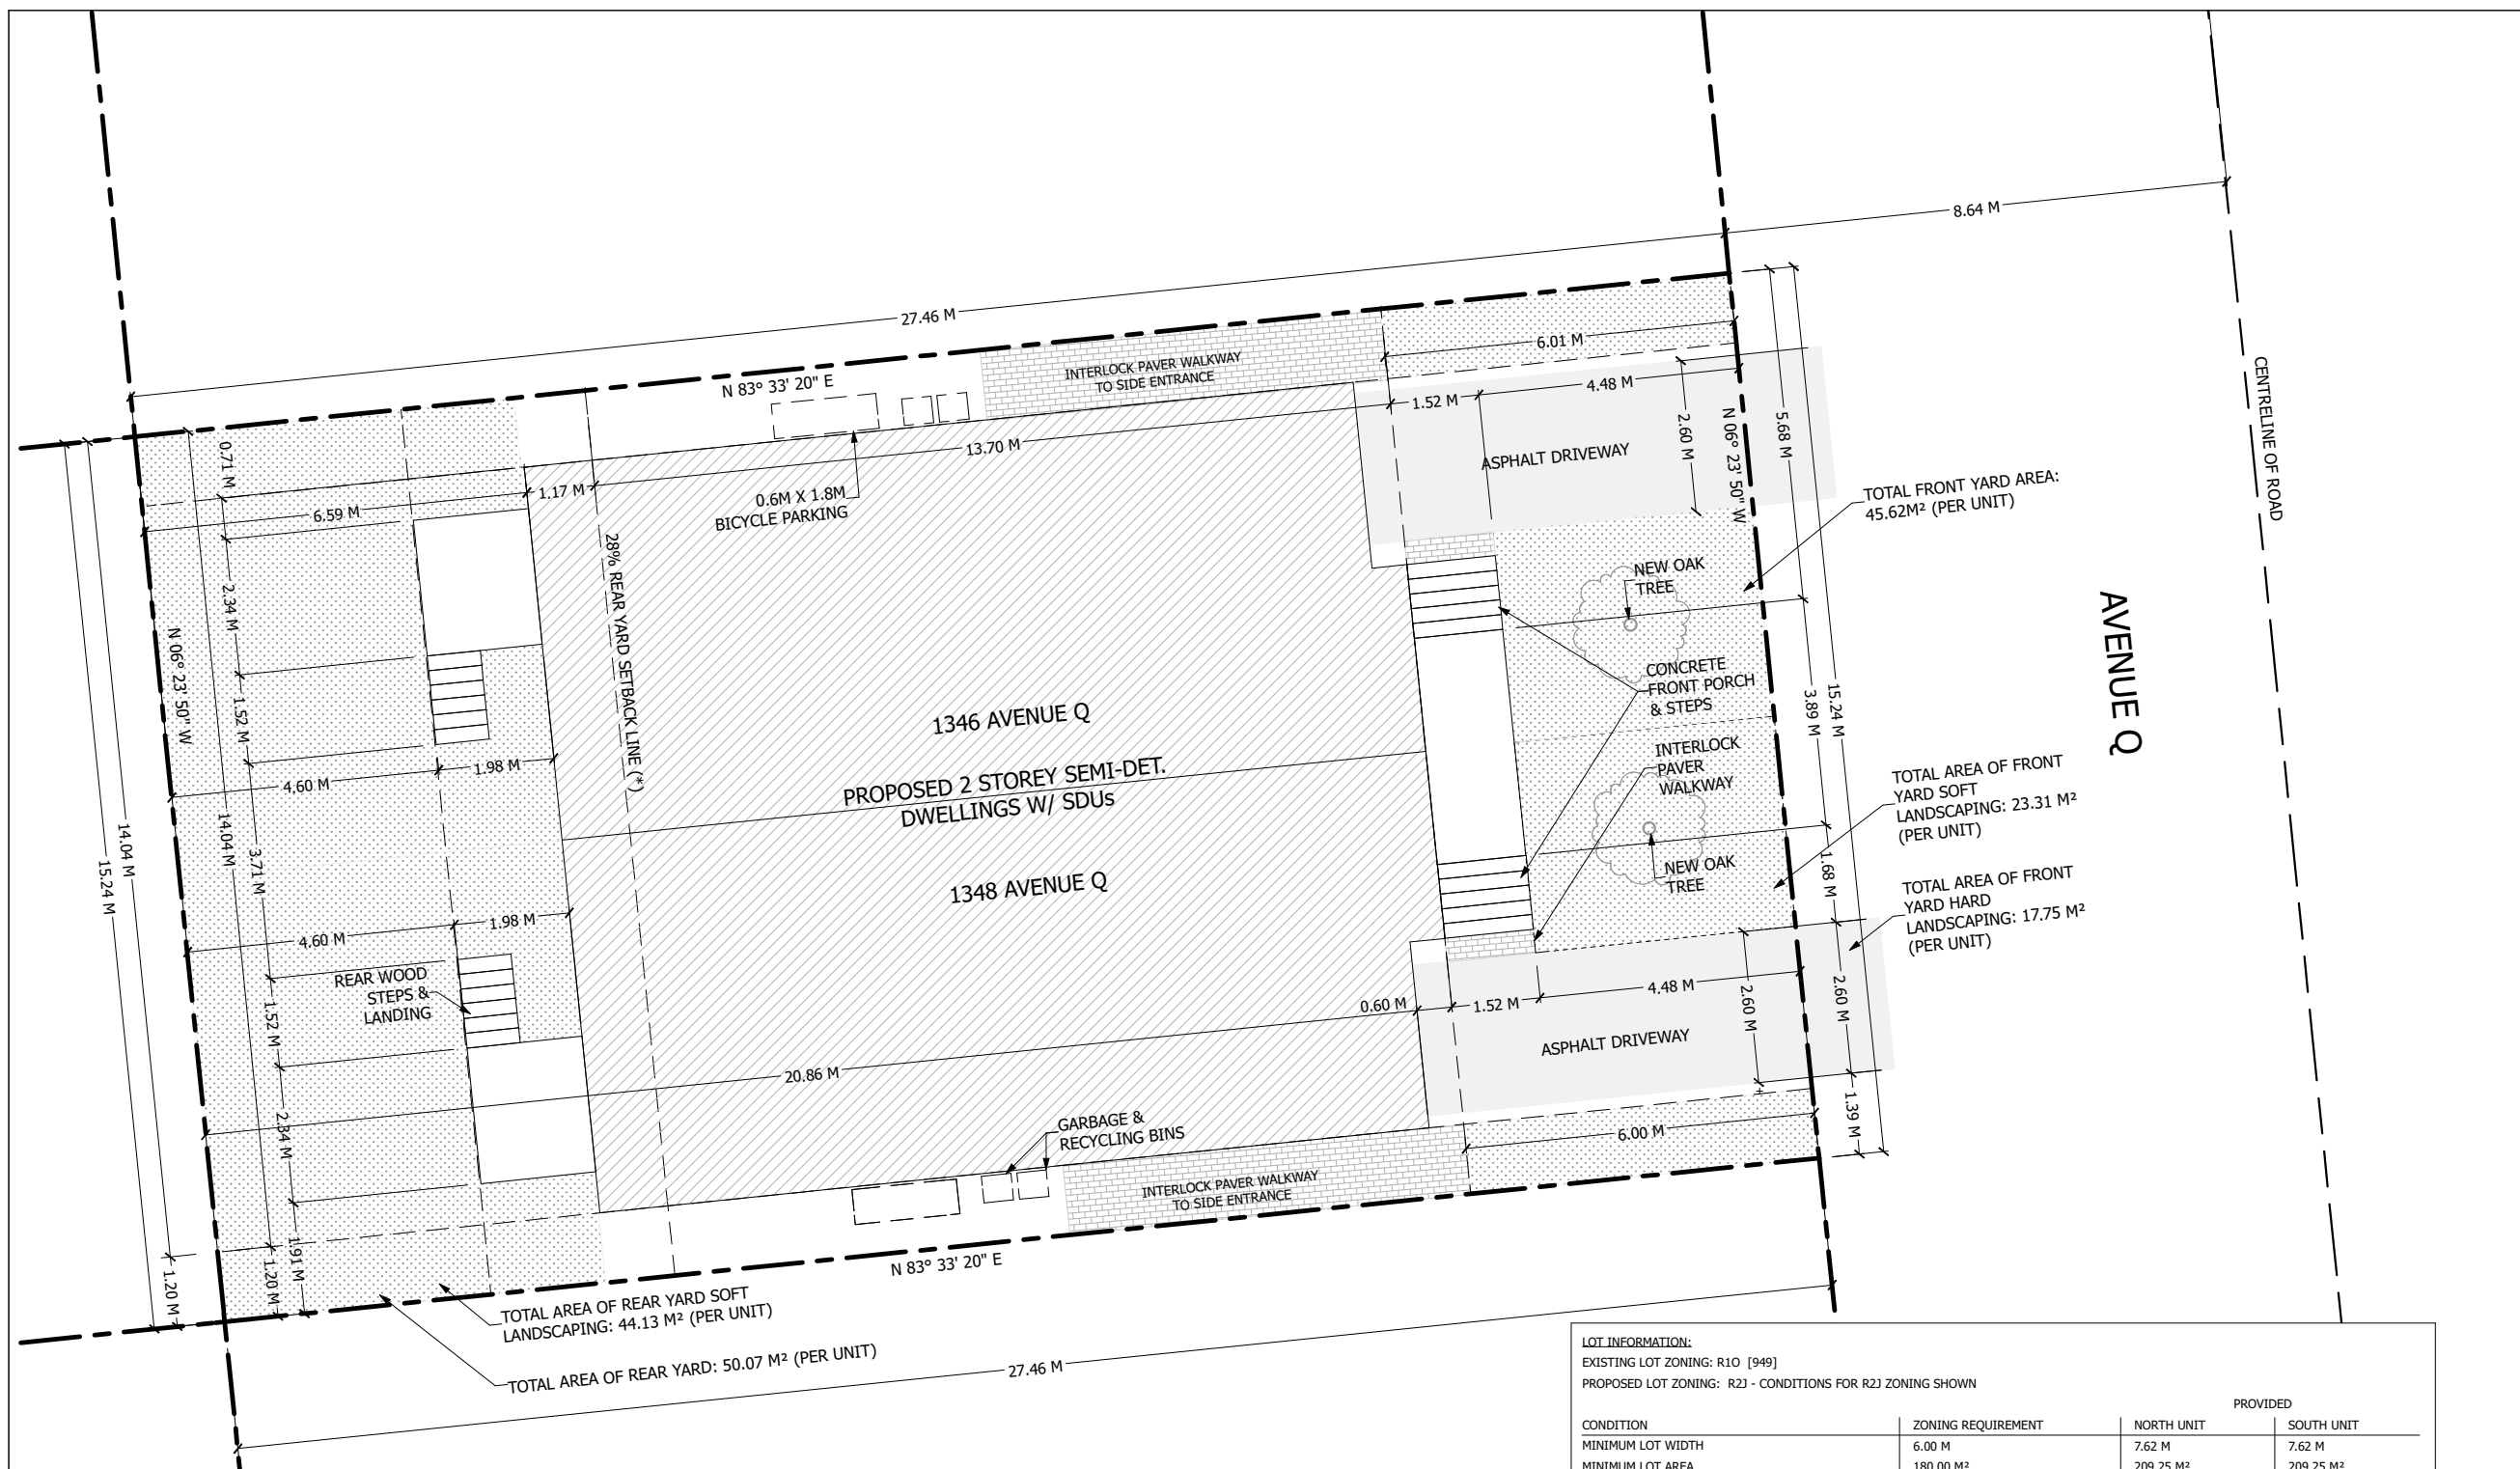 8.64 M
27.46 M
INTERLOCK PAVER WALKWAY
TO SIDE ENTRANCE
6.01 M
N 83° 33' 20" E
1.52 M
4.48 M
2.60 M
N 06° 23' 50" W
5.68 M
CENTRELINE OF ROAD
ASPHALT DRIVEWAY
13.70 M
0.71 M
1.17 M
6.59 M
0.6M X 1.8M
BICYCLE PARKING
TOTAL FRONT YARD AREA:
45.62M² (PER UNIT)
28% REAR YARD SETBACK LINE (*)
2.34 M
NEW OAK
TREE
AVENUE Q
N 06° 23' 50" W
CONCRETE
FRONT PORCH
& STEPS
3.89 M
15.24 M
1346 AVENUE Q
1.52 M
INTERLOCK
PAVER
WALKWAY
1.98 M
4.60 M
PROPOSED 2 STOREY SEMI-DET.
DWELLINGS W/ SDUs
TOTAL AREA OF FRONT
YARD SOFT
LANDSCAPING: 23.31 M²
(PER UNIT)
14.04 M
15.24 M
14.04 M
3.71 M
1348 AVENUE Q
NEW OAK
TREE
1.68 M
TOTAL AREA OF FRONT
YARD HARD
LANDSCAPING: 17.75 M²
(PER UNIT)
1.98 M
4.60 M
REAR WOOD
STEPS &
LANDING
1.52 M
0.60 M
1.52 M
4.48 M
2.60 M
2.60 M
ASPHALT DRIVEWAY
20.86 M
2.34 M
GARBAGE &
RECYCLING BINS
6.00 M
1.39 M
INTERLOCK PAVER WALKWAY
TO SIDE ENTRANCE
1.91 M
1.20 M
1.20 M
N 83° 33' 20" E
TOTAL AREA OF REAR YARD SOFT
LANDSCAPING: 44.13 M² (PER UNIT)
TOTAL AREA OF REAR YARD: 50.07 M² (PER UNIT)
27.46 M
LOT INFORMATION:
EXISTING LOT ZONING: R1O [949]
PROPOSED LOT ZONING: R2J - CONDITIONS FOR R2J ZONING SHOWN
PROVIDED
CONDITION ZONING REQUIREMENT NORTH UNIT SOUTH UNIT
MINIMUM LOT WIDTH 6.00 M 7.62 M 7.62 M
MINIMUM LOT AREA 180.00 M² 209.25 M² 209.25 M²